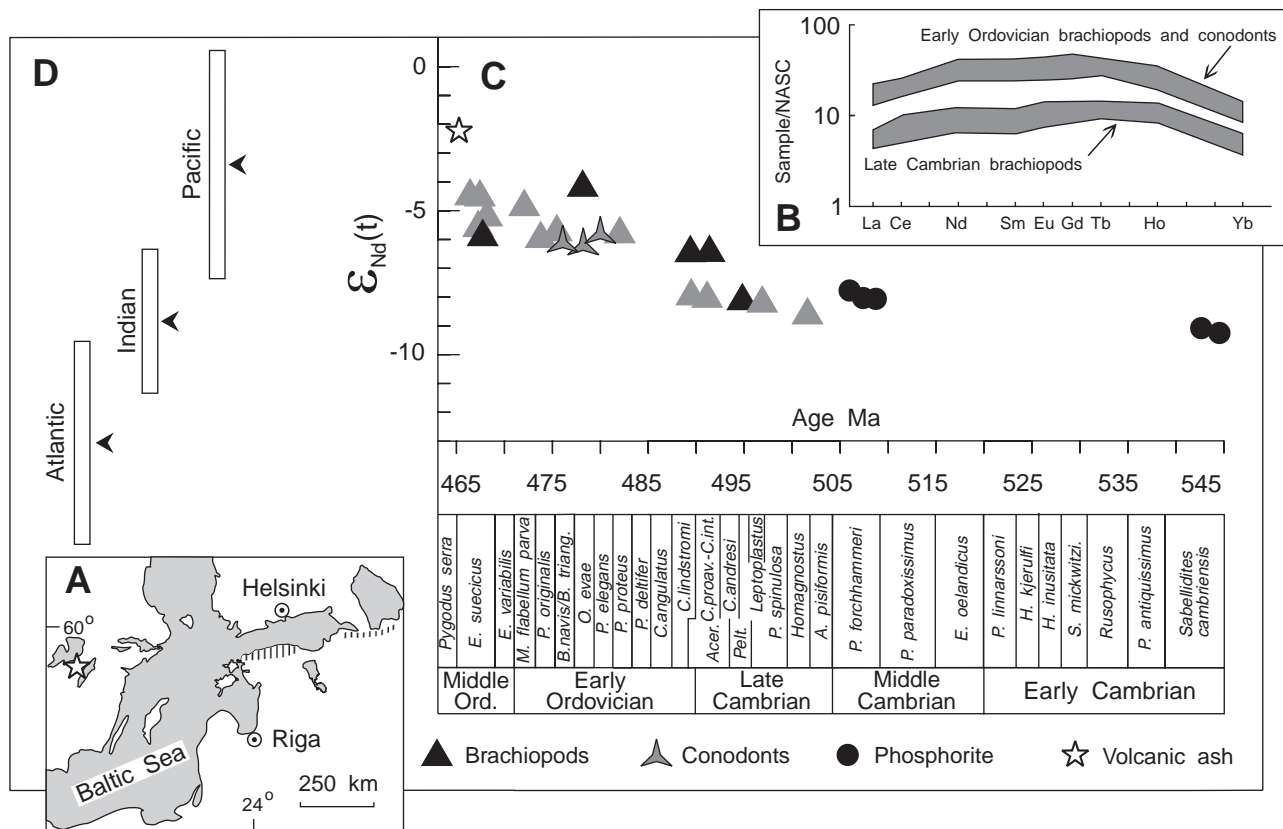 D
Pacific
Indian
Atlantic
C
0
-5
-10
εNd(t)
Age Ma
465 475 485 495 505 515 525 535 545
B
100
10
1
Sample/NASC
Early Ordovician brachiopods and conodonts
Late Cambrian brachiopods
La Ce Nd Sm Eu Gd Tb Ho Yb
Pygodus serra
E. suecicus
E. variabilis
M. flabellum parva
P. originalis
B.navis/B. triang.
O. evae
P. elegans
P. proteus
P. deltifer
C.angulatus
C.lindstromi
Acer. C.proav.-C.int.
Pelt. C.andresi
Leptoplastus
P. spinulosa
Homagnostus
A. pisiformis
P. forchhammeri
P. paradoxissimus
E. oelandicus
P. linnarssoni
H. kjerulfi
H. inusitata
S. mickwitzi.
Rusophycus
P. antiquissimus
Sabellidites
cambriensis
Middle
Ord.
Early
Ordovician
Late
Cambrian
Middle
Cambrian
Early Cambrian
Brachiopods
Conodonts
Phosphorite
Volcanic ash
A
60°
Helsinki
Riga
Baltic Sea
24°
250 km